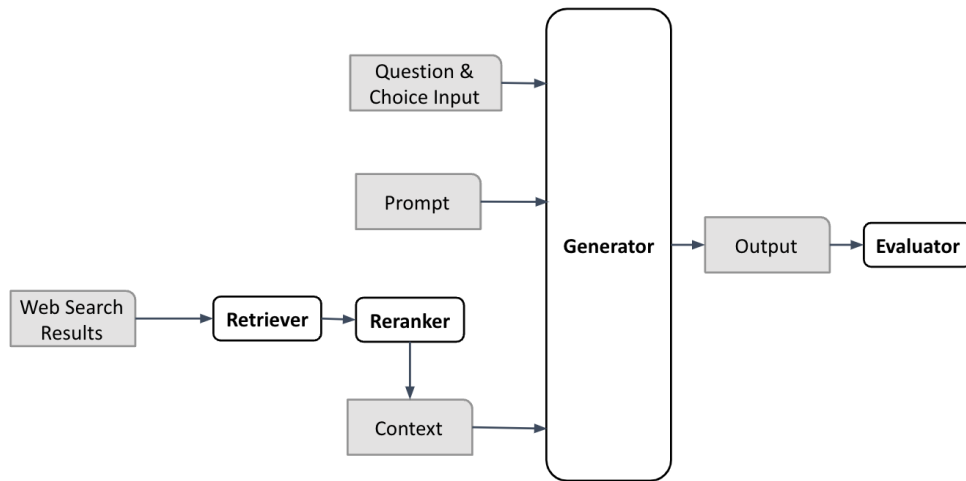 Question &
Choice Input
Prompt
Generator
Output
Evaluator
Web Search
Results
Retriever
Reranker
Context